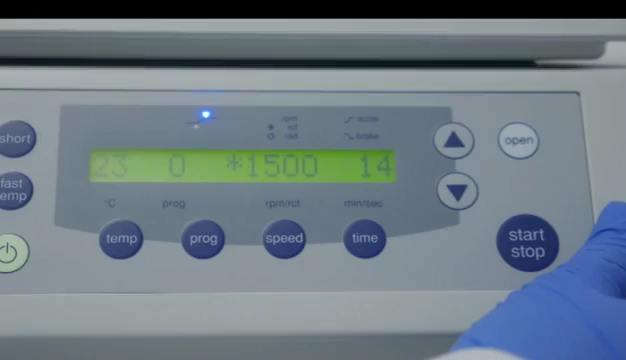 rpm
rcf
rad
accel
brake
short
open
23 0 *1500 14
fast
temp
°C prog rpm/rcf min/sec
temp prog speed time
start
stop